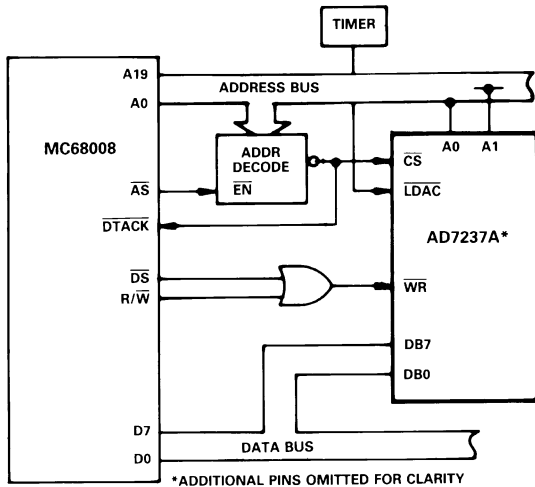 TIMER
A19
ADDRESS BUS
A0
MC68008
ADDR
DECODE
EN
A0
A1
CS
LDAC
AS
DTACK
AD7237A*
DS
R/W
WR
DB7
DB0
D7
DATA BUS
D0
*ADDITIONAL PINS OMITTED FOR CLARITY